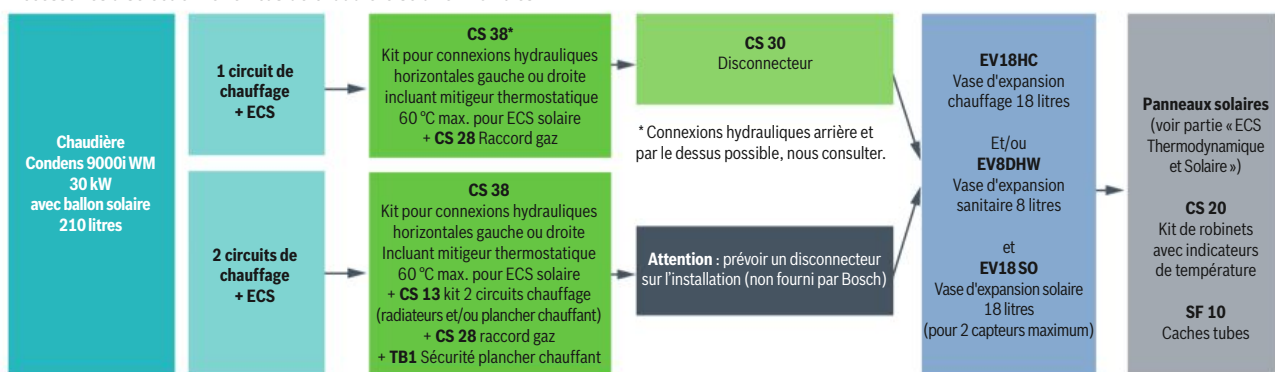 Chaudière
Condens 9000i WM
30 kW
avec ballon solaire
210 litres
1 circuit de
chauffage
+ ECS
CS 38*
Kit pour connexions hydrauliques
horizontales gauche ou droite
incluant mitigeur thermostatique
60 °C max. pour ECS solaire
+ CS 28 Raccord gaz
CS 30
Disconnecteur
* Connexions hydrauliques arrière et
par le dessus possible, nous consulter.
2 circuits de
chauffage
+ ECS
CS 38
Kit pour connexions hydrauliques
horizontales gauche ou droite
Incluant mitigeur thermostatique
60 °C max. pour ECS solaire
+ CS 13 kit 2 circuits chauffage
(radiateurs et/ou plancher chauffant)
+ CS 28 raccord gaz
+ TB1 Sécurité plancher chauffant
Attention : prévoir un disconnecteur
sur l'installation (non fourni par Bosch)
EV18HC
Vase d'expansion
chauffage 18 litres
Et/ou
EV8DHW
Vase d'expansion
sanitaire 8 litres
et
EV18 SO
Vase d'expansion solaire
18 litres
(pour 2 capteurs maximum)
Panneaux solaires
(voir partie « ECS
Thermodynamique
et Solaire »)
CS 20
Kit de robinets
avec indicateurs
de température
SF 10
Caches tubes